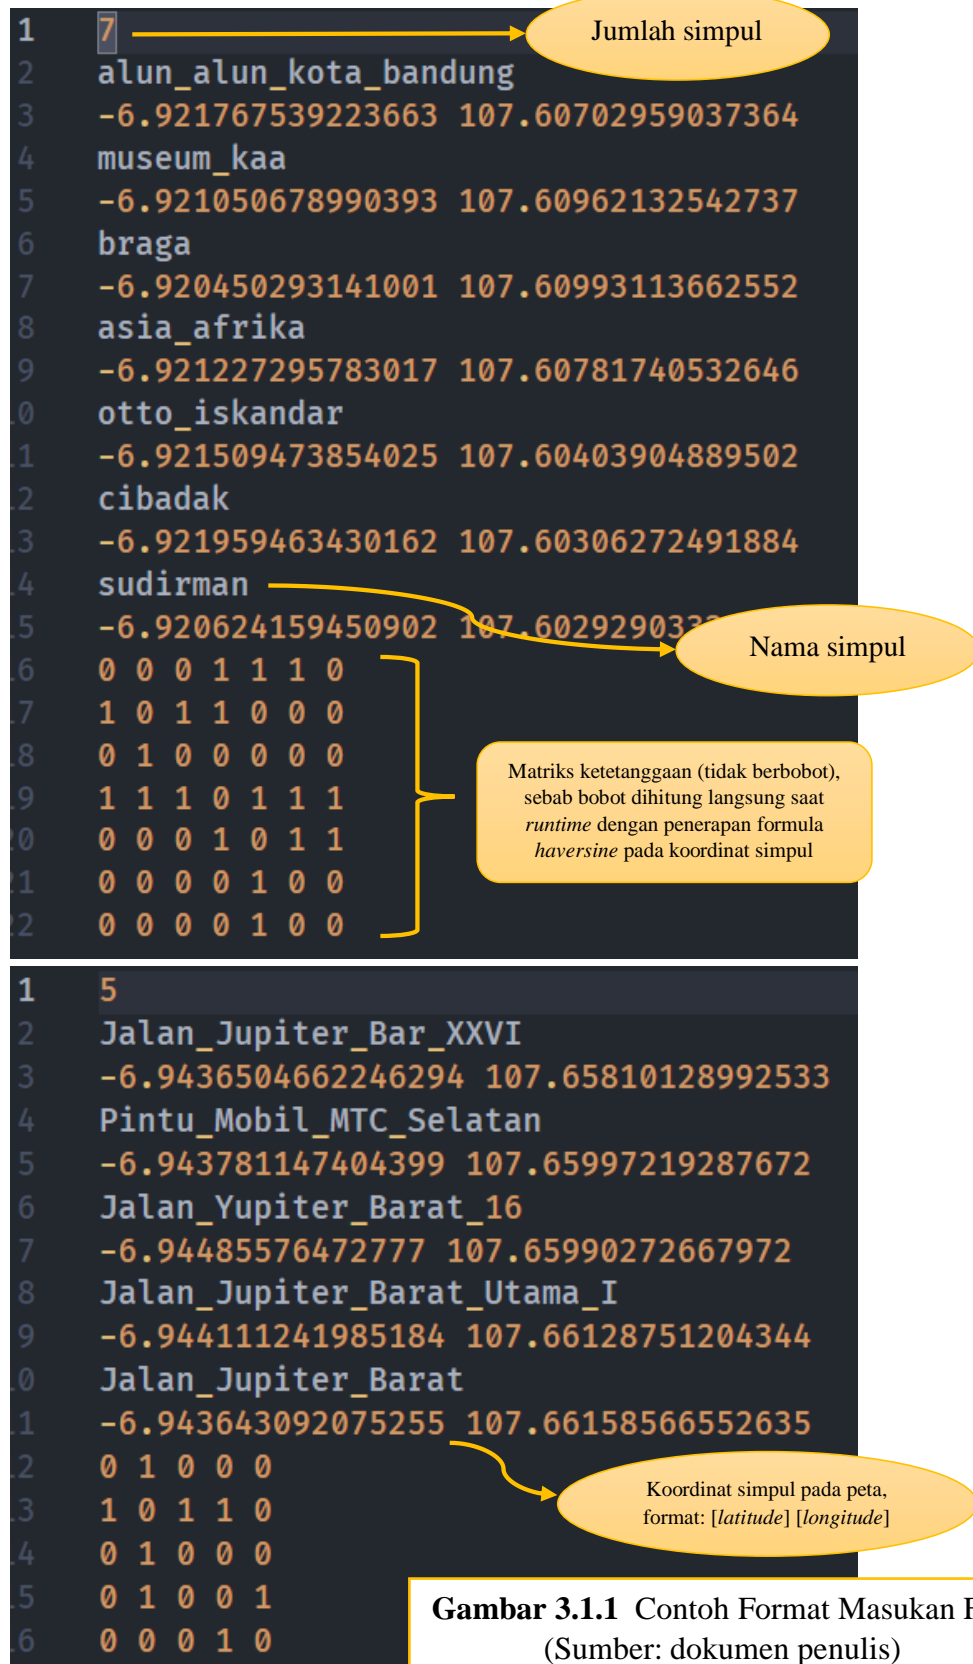 1 7 Jumlah simpul
2 alun_alun_kota_bandung
3 -6.921767539223663 107.60702959037364
4 museum_kaa
5 -6.921050678990393 107.60962132542737
6 braga
7 -6.920450293141001 107.60993113662552
8 asia_afrika
9 -6.921227295783017 107.60781740532646
0 otto_iskandar
1 -6.921509473854025 107.60403904889502
2 cibadak
3 -6.921959463430162 107.60306272491884
4 sudirman
5 -6.920624159450902
Nama simpul
6 0 0 0 1 1 1 0
7 1 0 1 1 0 0 0
8 0 1 0 0 0 0 0
9 1 1 1 0 1 1 1
0 0 0 0 1 0 1 1
1 0 0 0 0 1 0 0
2 0 0 0 0 1 0 0
Matriks ketetanggaan (tidak berbobot),
sebab bobot dihitung langsung saat
runtime dengan penerapan formula
haversine pada koordinat simpul
1 5
2 Jalan_Jupiter_Bar_XXVI
3 -6.9436504662246294 107.65810128992533
4 Pintu_Mobil_MTC_Selatan
5 -6.943781147404399 107.65997219287672
6 Jalan_Yupiter_Barat_16
7 -6.94485576472777 107.65990272667972
8 Jalan_Jupiter_Barat_Utama_I
9 -6.944111241985184 107.66128751204344
0 Jalan_Jupiter_Barat
1 -6.943643092075255 107.66158566552635
2 0 1 0 0 0
3 1 0 1 1 0
4 0 1 0 0 0
5 0 1 0 0 1
6 0 0 0 1 0
Koordinat simpul pada peta,
format: [latitude] [longitude]
Gambar 3.1.1 Contoh Format Masukan
(Sumber: dokumen penulis)